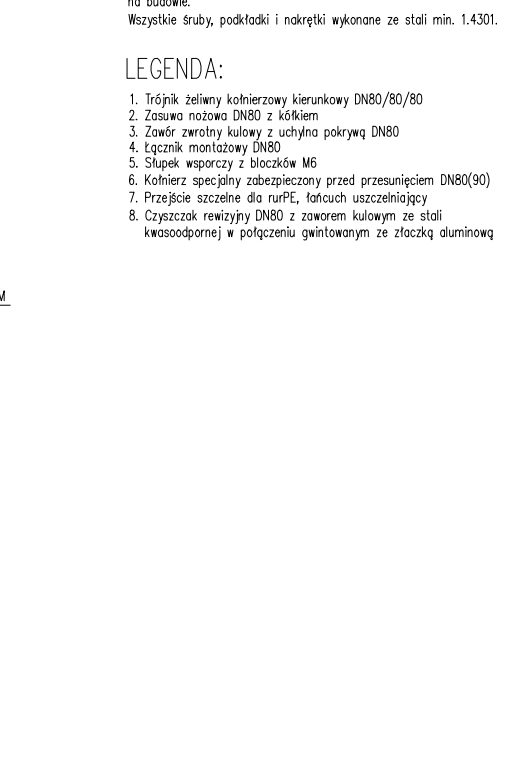 na budowie.
Wszystkie śruby, podkładki i nakrętki wykonane ze stali min. 1.4301.
LEGENDA:
1. Trójnik żeliwny kołnierzowy kierunkowy DN80/80/80
2. Zasuwa nożowa DN80 z kółkiem
3. Zawór zwrotny kulowy z uchylna pokrywą DN80
4. Łącznik montażowy DN80
5. Słupek wsporczy z bloczków M6
6. Kołnierz specjalny zabezpieczony przed przesunięciem DN80(90)
7. Przejście szczelne dla rurPE, łańcuch uszczelniający
8. Czyszczak rewizyjny DN80 z zaworem kulowym ze stali
kwasoodpornej w połączeniu gwintowanym ze złaczką aluminową
M